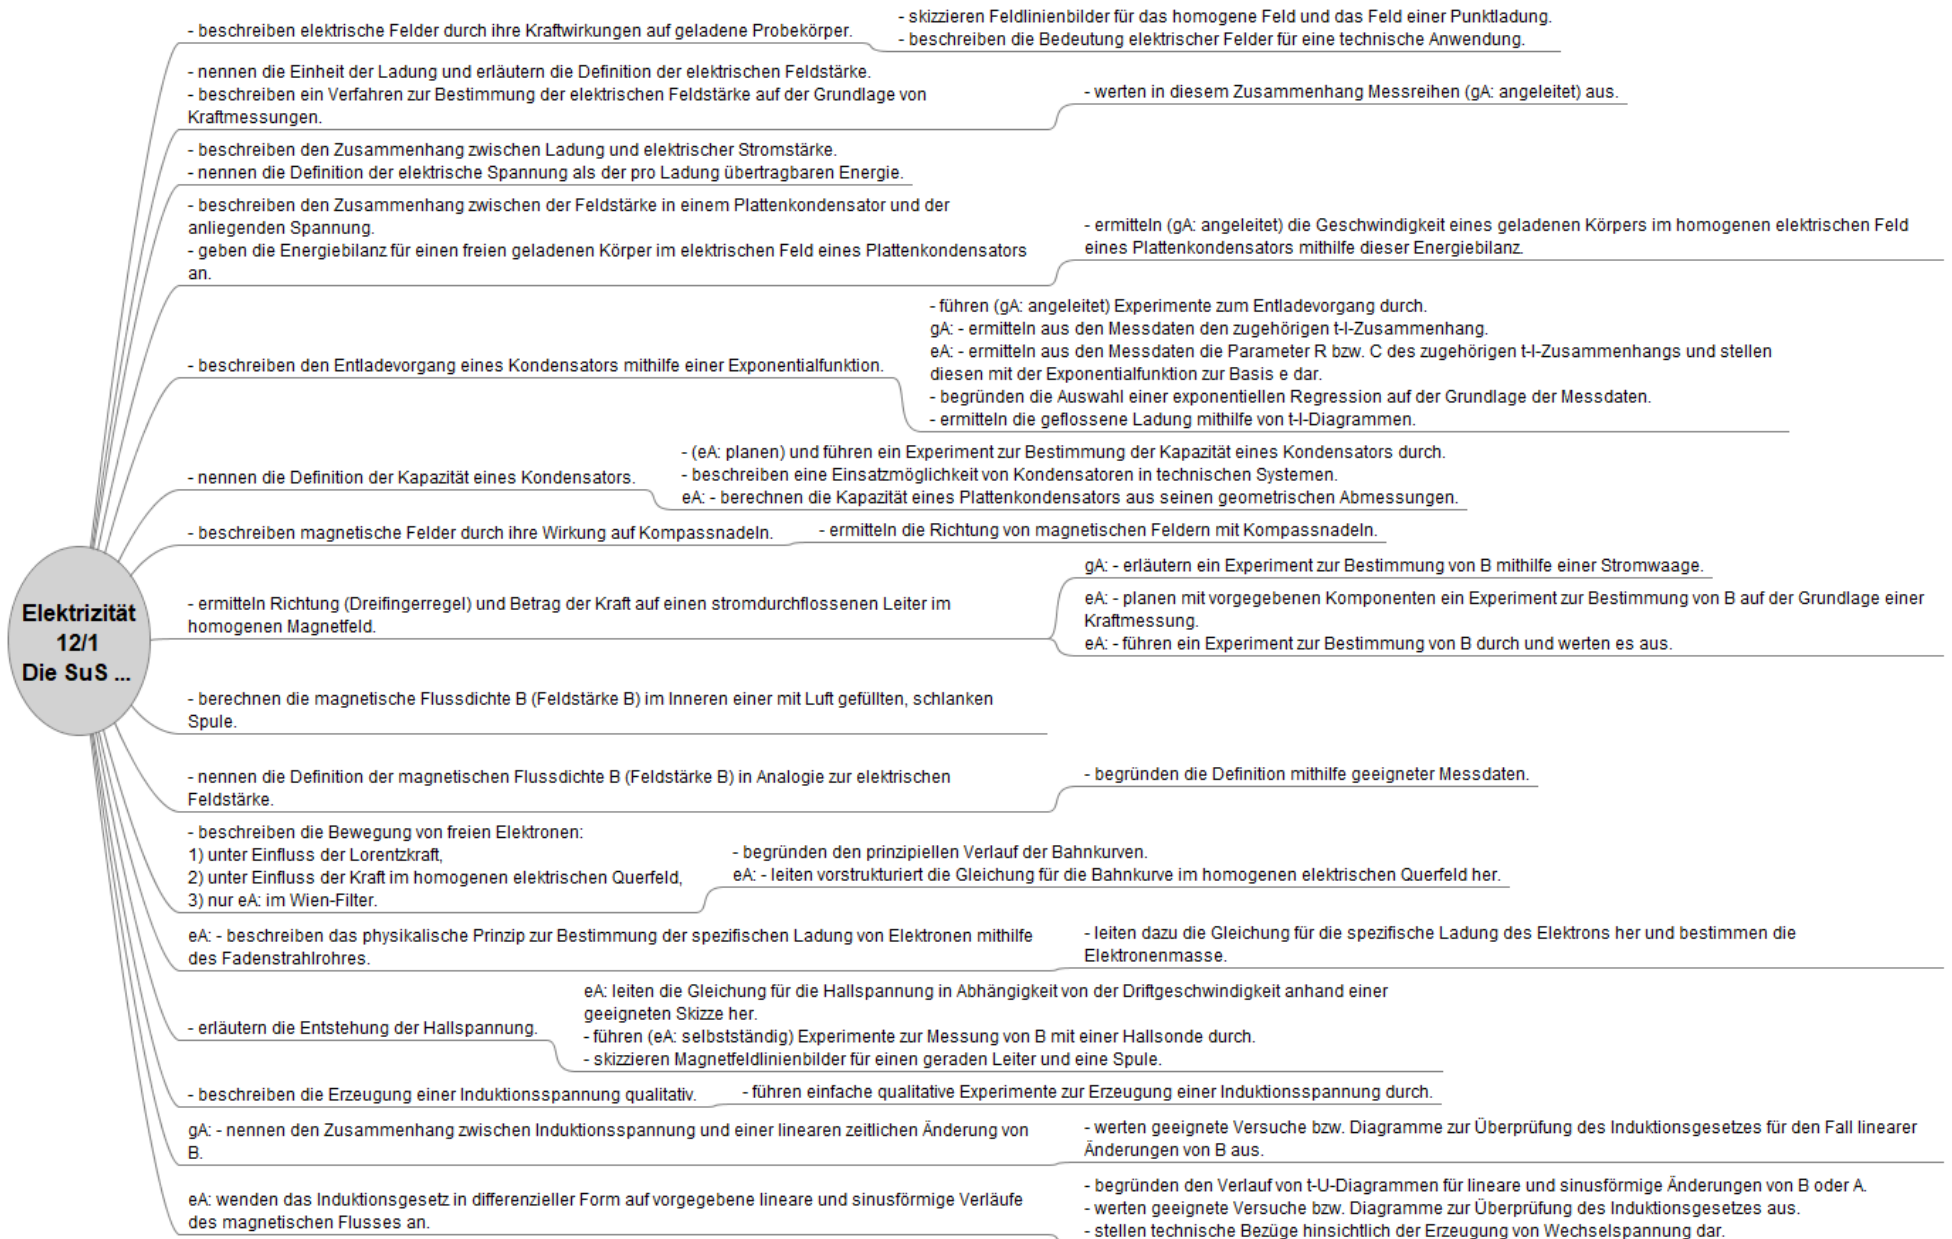 - beschreiben elektrische Felder durch ihre Kraftwirkungen auf geladene Probekörper.
- skizzieren Feldlinienbilder für das homogene Feld und das Feld einer Punktladung.
- beschreiben die Bedeutung elektrischer Felder für eine technische Anwendung.
- nennen die Einheit der Ladung und erläutern die Definition der elektrischen Feldstärke.
- beschreiben ein Verfahren zur Bestimmung der elektrischen Feldstärke auf der Grundlage von
Kraftmessungen.
- werten in diesem Zusammenhang Messreihen (gA: angeleitet) aus.
- beschreiben den Zusammenhang zwischen Ladung und elektrischer Stromstärke.
- nennen die Definition der elektrische Spannung als der pro Ladung übertragbaren Energie.
- beschreiben den Zusammenhang zwischen der Feldstärke in einem Plattenkondensator und der
anliegenden Spannung.
- geben die Energiebilanz für einen freien geladenen Körper im elektrischen Feld eines Plattenkondensators
an.
- ermitteln (gA: angeleitet) die Geschwindigkeit eines geladenen Körpers im homogenen elektrischen Feld
eines Plattenkondensators mithilfe dieser Energiebilanz.
- beschreiben den Entladevorgang eines Kondensators mithilfe einer Exponentialfunktion.
- führen (gA: angeleitet) Experimente zum Entladevorgang durch.
gA: - ermitteln aus den Messdaten den zugehörigen t-I-Zusammenhang.
eA: - ermitteln aus den Messdaten die Parameter R bzw. C des zugehörigen t-I-Zusammenhangs und stellen
diesen mit der Exponentialfunktion zur Basis e dar.
- begründen die Auswahl einer exponentiellen Regression auf der Grundlage der Messdaten.
- ermitteln die geflossene Ladung mithilfe von t-I-Diagrammen.
- nennen die Definition der Kapazität eines Kondensators.
- (eA: planen) und führen ein Experiment zur Bestimmung der Kapazität eines Kondensators durch.
- beschreiben eine Einsatzmöglichkeit von Kondensatoren in technischen Systemen.
eA: - berechnen die Kapazität eines Plattenkondensators aus seinen geometrischen Abmessungen.
- beschreiben magnetische Felder durch ihre Wirkung auf Kompassnadeln.
- ermitteln die Richtung von magnetischen Feldern mit Kompassnadeln.
Elektrizität
12/1
Die SuS ...
- ermitteln Richtung (Dreifingerregel) und Betrag der Kraft auf einen stromdurchflossenen Leiter im
homogenen Magnetfeld.
gA: - erläutern ein Experiment zur Bestimmung von B mithilfe einer Stromwaage.
eA: - planen mit vorgegebenen Komponenten ein Experiment zur Bestimmung von B auf der Grundlage einer
Kraftmessung.
eA: - führen ein Experiment zur Bestimmung von B durch und werten es aus.
- berechnen die magnetische Flussdichte B (Feldstärke B) im Inneren einer mit Luft gefüllten, schlanken
Spule.
- nennen die Definition der magnetischen Flussdichte B (Feldstärke B) in Analogie zur elektrischen
Feldstärke.
- begründen die Definition mithilfe geeigneter Messdaten.
- beschreiben die Bewegung von freien Elektronen:
1) unter Einfluss der Lorentzkraft,
2) unter Einfluss der Kraft im homogenen elektrischen Querfeld,
3) nur eA: im Wien-Filter.
- begründen den prinzipiellen Verlauf der Bahnkurven.
eA: - leiten vorstrukturiert die Gleichung für die Bahnkurve im homogenen elektrischen Querfeld her.
eA: - beschreiben das physikalische Prinzip zur Bestimmung der spezifischen Ladung von Elektronen mithilfe
des Fadenstrahlrohres.
- leiten dazu die Gleichung für die spezifische Ladung des Elektrons her und bestimmen die
Elektronenmasse.
- erläutern die Entstehung der Hallspannung.
eA: leiten die Gleichung für die Hallspannung in Abhängigkeit von der Driftgeschwindigkeit anhand einer
geeigneten Skizze her.
- führen (eA: selbstständig) Experimente zur Messung von B mit einer Hallsonde durch.
- skizzieren Magnetfeldlinienbilder für einen geraden Leiter und eine Spule.
- beschreiben die Erzeugung einer Induktionsspannung qualitativ.
- führen einfache qualitative Experimente zur Erzeugung einer Induktionsspannung durch.
gA: - nennen den Zusammenhang zwischen Induktionsspannung und einer linearen zeitlichen Änderung von
B.
- werten geeignete Versuche bzw. Diagramme zur Überprüfung des Induktionsgesetzes für den Fall linearer
Änderungen von B aus.
eA: wenden das Induktionsgesetz in differenzieller Form auf vorgegebene lineare und sinusförmige Verläufe
des magnetischen Flusses an.
- begründen den Verlauf von t-U-Diagrammen für lineare und sinusförmige Änderungen von B oder A.
- werten geeignete Versuche bzw. Diagramme zur Überprüfung des Induktionsgesetzes aus.
- stellen technische Bezüge hinsichtlich der Erzeugung von Wechselspannung dar.